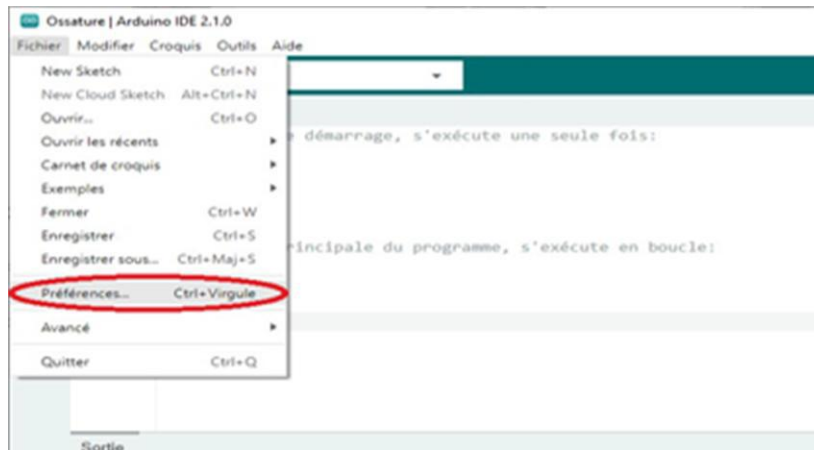 Ossature | Arduino IDE 2.1.0
Fichier Modifier Croquis Outils Aide
New Sketch Ctrl+N
New Cloud Sketch Alt+Ctrl+N
Ouvrir... Ctrl+O
Ouvrir les récents
Carnet de croquis
Exemples
Fermer Ctrl+W
Enregistrer Ctrl+S
Enregistrer sous... Ctrl+Maj+S
Préférences... Ctrl+Virgule
Avancé
Quitter Ctrl+Q
démarrage, s'exécute une seule fois:
rincipale du programme, s'exécute en boucle:
Sortie